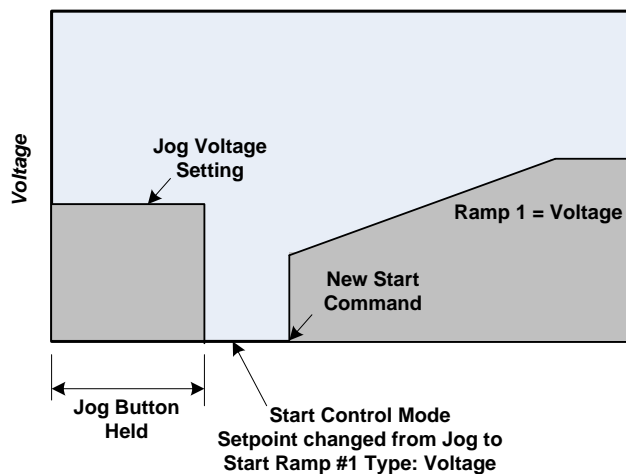 Voltage
Jog Voltage
Setting
Ramp 1 = Voltage
New Start
Command
Jog Button
Held
Start Control Mode
Setpoint changed from Jog to
Start Ramp #1 Type: Voltage